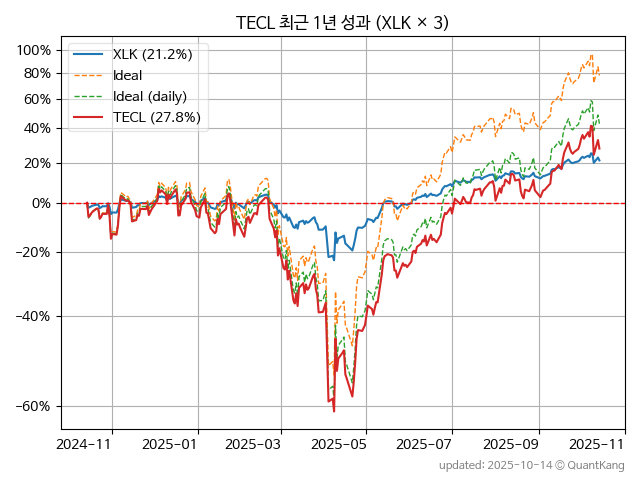 TECL 최근 1년 성과 (XLK × 3)
100%
80%
60%
40%
20%
0%
−20%
−40%
−60%
XLK (21.2%)
Ideal
Ideal (daily)
TECL (27.8%)
2024-11
2025-01
2025-03
2025-05
2025-07
2025-09
2025-11
updated: 2025-10-14 © QuantKang